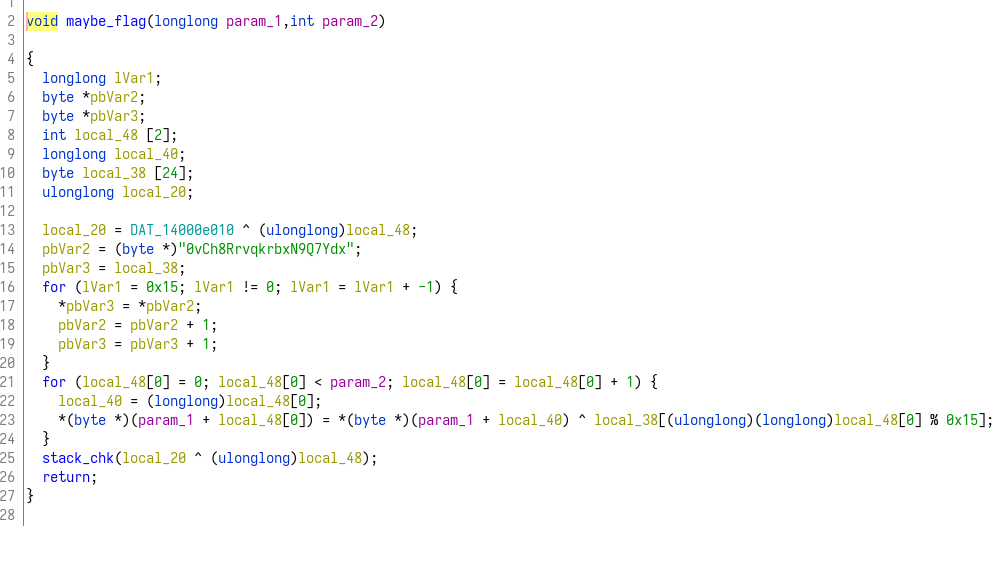 1
2 void maybe_flag(longlong param_1,int param_2)
3
4 {
5   longlong lVar1;
6   byte *pbVar2;
7   byte *pbVar3;
8   int local_48 [2];
9   longlong local_40;
10   byte local_38 [24];
11   ulonglong local_20;
12
13   local_20 = DAT_14000e010 ^ (ulonglong)local_48;
14   pbVar2 = (byte *)"0vCh8RrvqkrbxN9Q7Ydx";
15   pbVar3 = local_38;
16   for (lVar1 = 0x15; lVar1 != 0; lVar1 = lVar1 + -1) {
17     *pbVar3 = *pbVar2;
18     pbVar2 = pbVar2 + 1;
19     pbVar3 = pbVar3 + 1;
20   }
21   for (local_48[0] = 0; local_48[0] < param_2; local_48[0] = local_48[0] + 1) {
22     local_40 = (longlong)local_48[0];
23     *(byte *)(param_1 + local_48[0]) = *(byte *)(param_1 + local_40) ^ local_38[(ulonglong)(longlong)local_48[0] % 0x15];
24   }
25   stack_chk(local_20 ^ (ulonglong)local_48);
26   return;
27 }
28